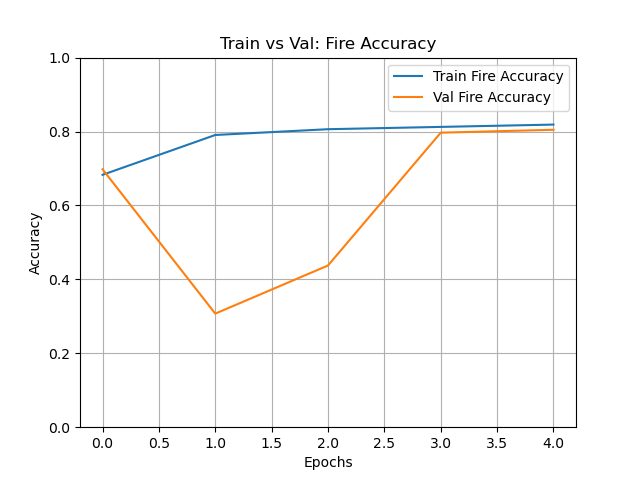 Train vs Val: Fire Accuracy
1.0
0.8
0.6
0.4
0.2
0.0
Accuracy
Train Fire Accuracy
Val Fire Accuracy
0.0 0.5 1.0 1.5 2.0 2.5 3.0 3.5 4.0
Epochs